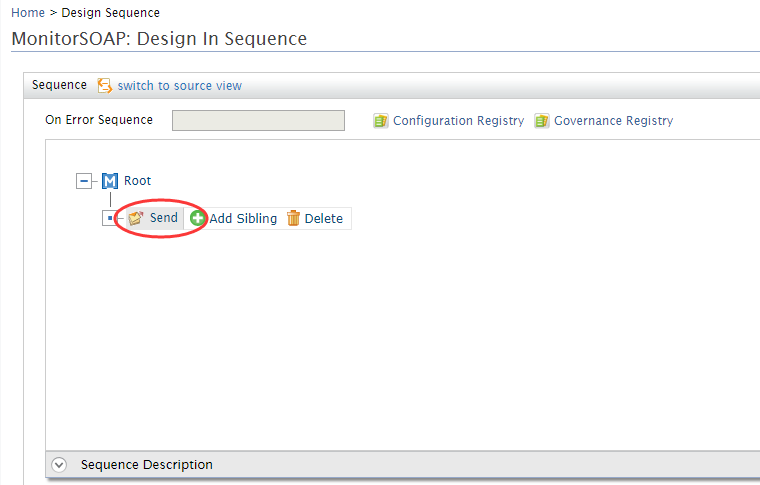 Home > Design Sequence
MonitorSOAP: Design In Sequence
Sequence switch to source view
On Error Sequence Configuration Registry Governance Registry
Root
Send Add Sibling Delete
Sequence Description